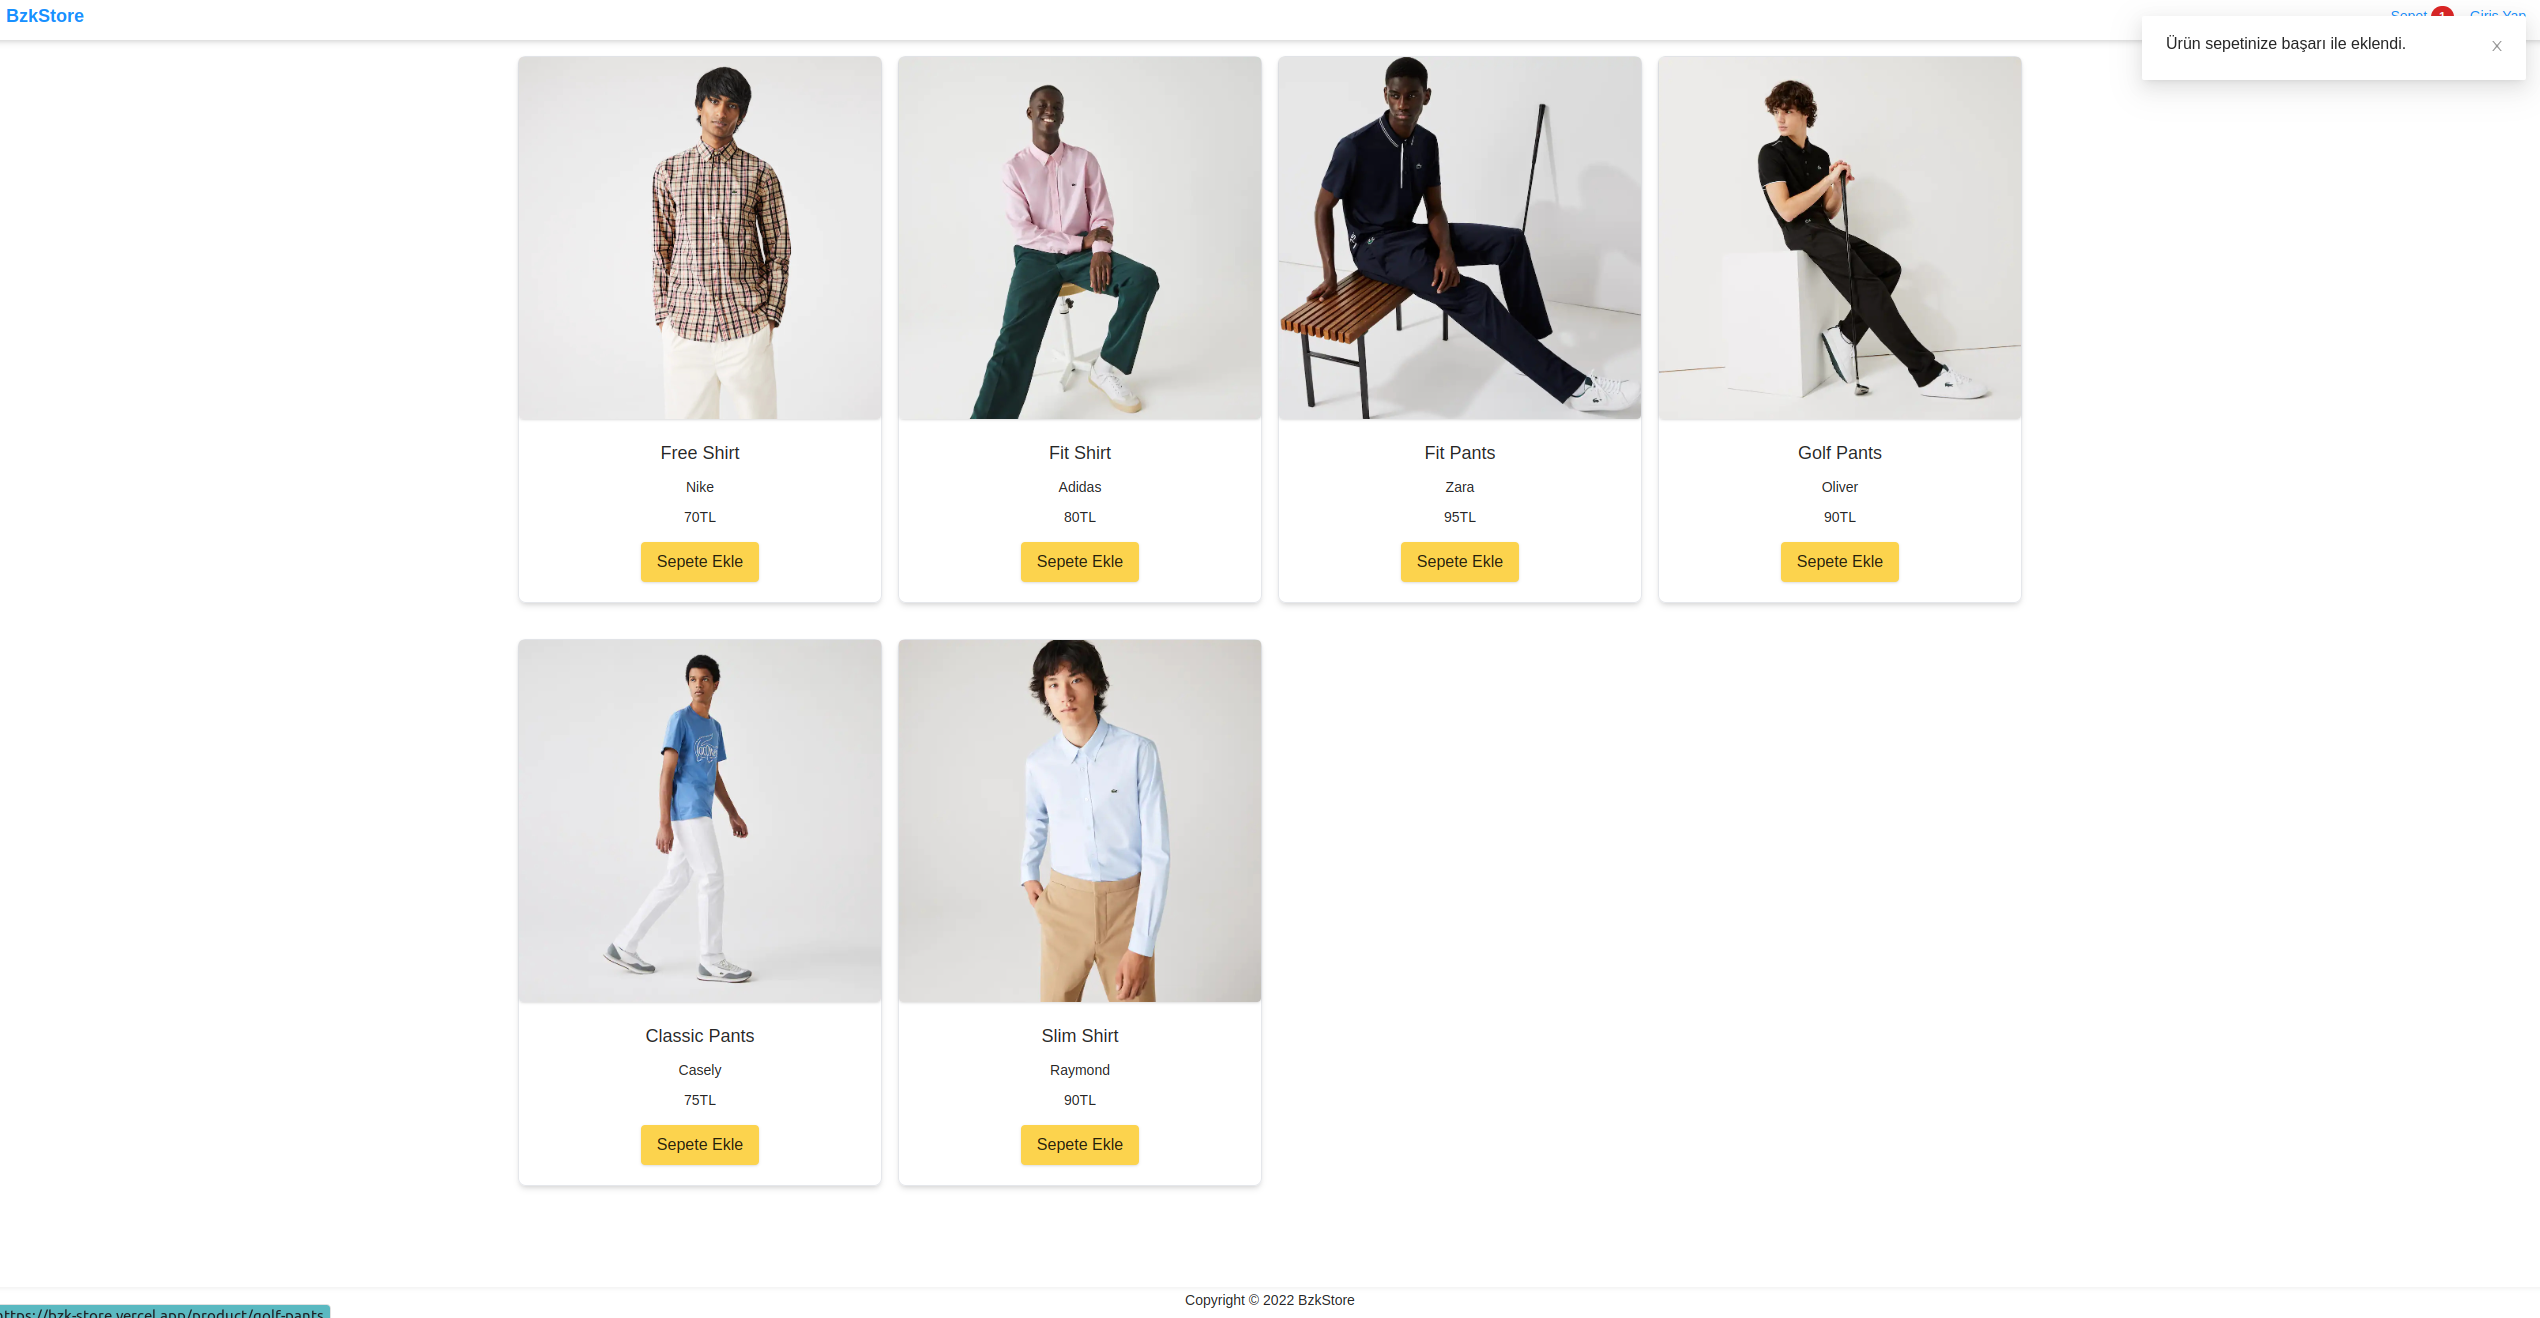 BzkStore
Sepet 1 Giriş Yap
Ürün sepetinize başarı ile eklendi.
Free Shirt
Nike
70TL
Sepete Ekle
Fit Shirt
Adidas
80TL
Sepete Ekle
Fit Pants
Zara
95TL
Sepete Ekle
Golf Pants
Oliver
90TL
Sepete Ekle
Classic Pants
Casely
75TL
Sepete Ekle
Slim Shirt
Raymond
90TL
Sepete Ekle
Copyright © 2022 BzkStore
https://bzk-store.vercel.app/product/golf-pants